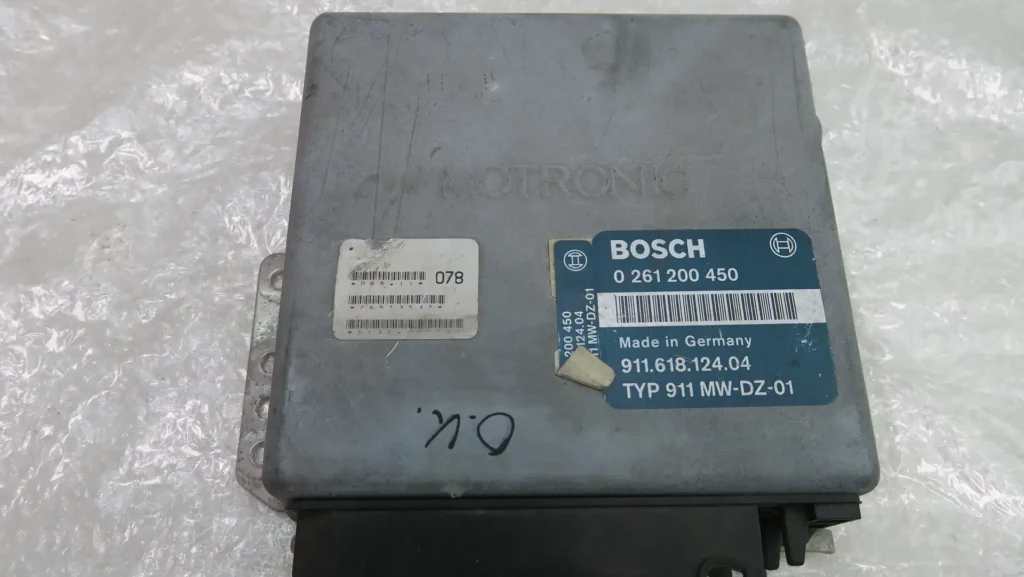 MOTRONIC
078
BOSCH
0 261 200 450
Made in Germany
911.618.124.04
TYP 911 MW-DZ-01
200 450
124.04
911 MW-DZ-01
O.K.